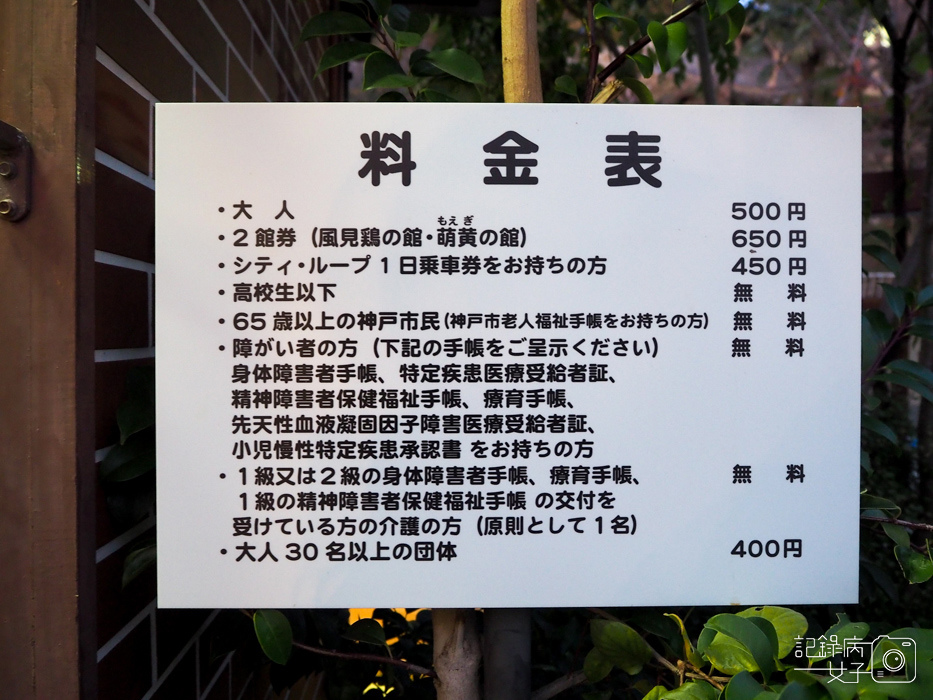 料金表
・大 人 500円
もえ ぎ
・2館券（風見鶏の館・萌黄の館） 650円
・シティ・ループ 1日乗車券をお持ちの方 450円
・高校生以下 無 料
・65歳以上の神戸市民（神戸市老人福祉手帳をお持ちの方） 無 料
・障がい者の方（下記の手帳をご呈示ください） 無 料
身体障害者手帳、特定疾患医療受給者証、
精神障害者保健福祉手帳、療育手帳、
先天性血液凝固因子障害医療受給者証、
小児慢性特定疾患承認書 をお持ちの方
・1級又は2級の身体障害者手帳、療育手帳、 無 料
1級の精神障害者保健福祉手帳 の交付を
受けている方の介護の方（原則として1名）
・大人30名以上の団体 400円
記錄病
女子